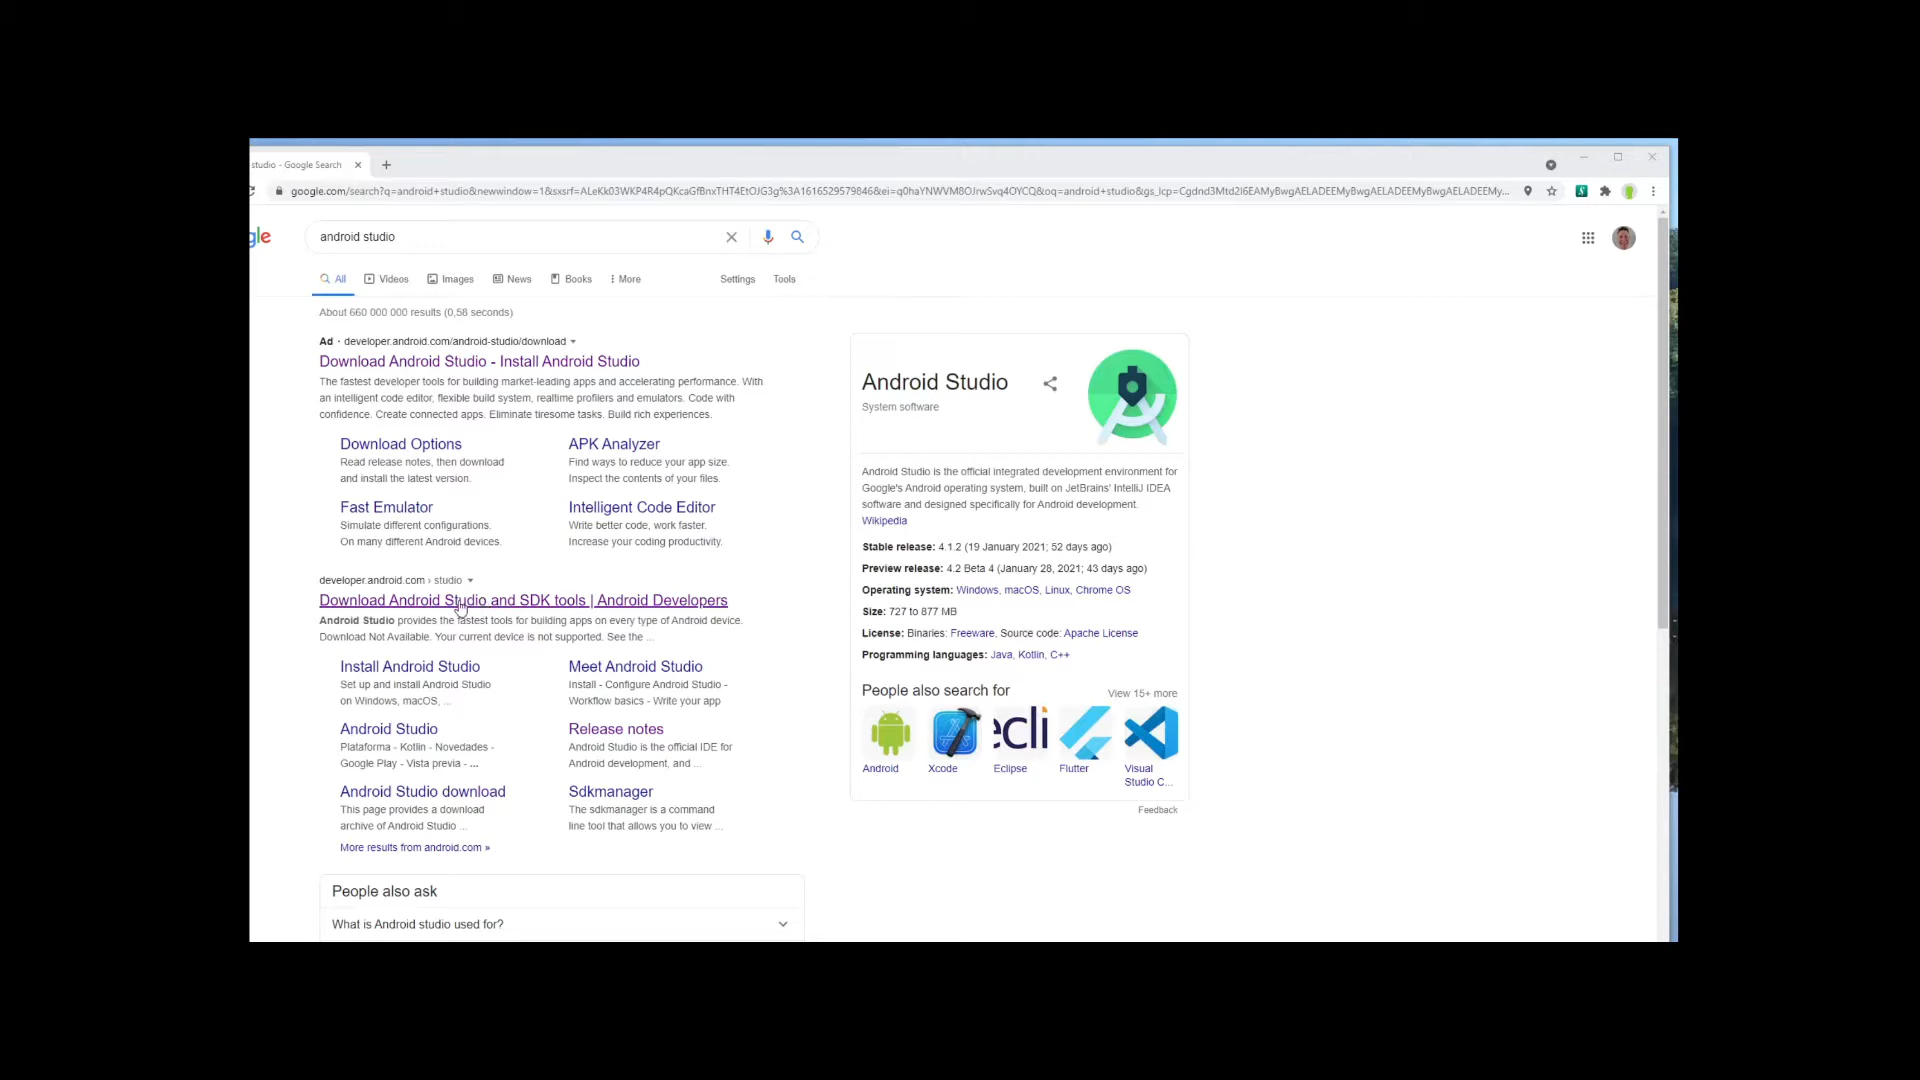 studio - Google Search
google.com/search?q=android+studio&newwindow=1&sxsrf=ALeKk03WKP4R4pQKcaGfBnxTHT4EtOJG3g%3A1616529579846&ei=q0haYNWVM8OJrwSvq4OYCQ&oq=android+studio&gs_lcp=Cgdnd3Mtd2l6EAMyBwgAELADEEMyBwgAELADEEMyBwgAELADEEMy...
gle
android studio
All Videos Images News Books More Settings Tools
About 660 000 000 results (0,58 seconds)
Ad · developer.android.com/android-studio/download
Download Android Studio - Install Android Studio
The fastest developer tools for building market-leading apps and accelerating performance. With
an intelligent code editor, flexible build system, realtime profilers and emulators. Code with
confidence. Create connected apps. Eliminate tiresome tasks. Build rich experiences.
Download Options
Read release notes, then download
and install the latest version.
APK Analyzer
Find ways to reduce your app size.
Inspect the contents of your files.
Fast Emulator
Simulate different configurations.
On many different Android devices.
Intelligent Code Editor
Write better code, work faster.
Increase your coding productivity.
developer.android.com › studio
Download Android Studio and SDK tools | Android Developers
Android Studio provides the fastest tools for building apps on every type of Android device.
Download Not Available. Your current device is not supported. See the ...
Install Android Studio
Set up and install Android Studio
on Windows, macOS, ...
Meet Android Studio
Install - Configure Android Studio -
Workflow basics - Write your app
Android Studio
Plataforma - Kotlin - Novedades -
Google Play - Vista previa - ...
Release notes
Android Studio is the official IDE for
Android development, and ...
Android Studio download
This page provides a download
archive of Android Studio ...
Sdkmanager
The sdkmanager is a command
line tool that allows you to view ...
More results from android.com »
People also ask
What is Android studio used for?
Android Studio
System software
Android Studio is the official integrated development environment for
Google's Android operating system, built on JetBrains' IntelliJ IDEA
software and designed specifically for Android development.
Wikipedia
Stable release: 4.1.2 (19 January 2021; 52 days ago)
Preview release: 4.2 Beta 4 (January 28, 2021; 43 days ago)
Operating system: Windows, macOS, Linux, Chrome OS
Size: 727 to 877 MB
License: Binaries: Freeware, Source code: Apache License
Programming languages: Java, Kotlin, C++
People also search for
View 15+ more
ecli
Android
Xcode
Eclipse
Flutter
Visual
Studio C...
Feedback